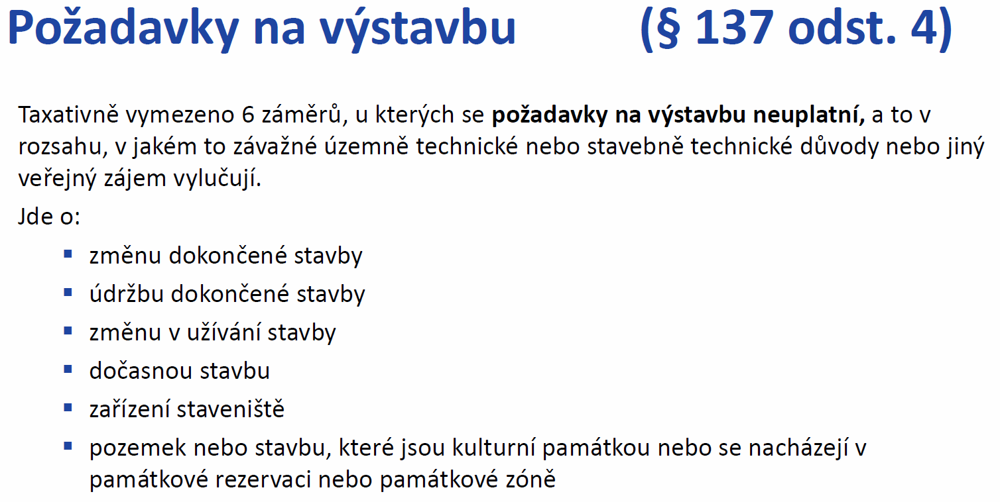 Požadavky na výstavbu (§ 137 odst. 4)
Taxativně vymezeno 6 záměrů, u kterých se požadavky na výstavbu neuplatní, a to v
rozsahu, v jakém to závažné územně technické nebo stavebně technické důvody nebo jiný
veřejný zájem vylučují.
Jde o:
▪ změnu dokončené stavby
▪ údržbu dokončené stavby
▪ změnu v užívání stavby
▪ dočasnou stavbu
▪ zařízení staveniště
▪ pozemek nebo stavbu, které jsou kulturní památkou nebo se nacházejí v
památkové rezervaci nebo památkové zóně